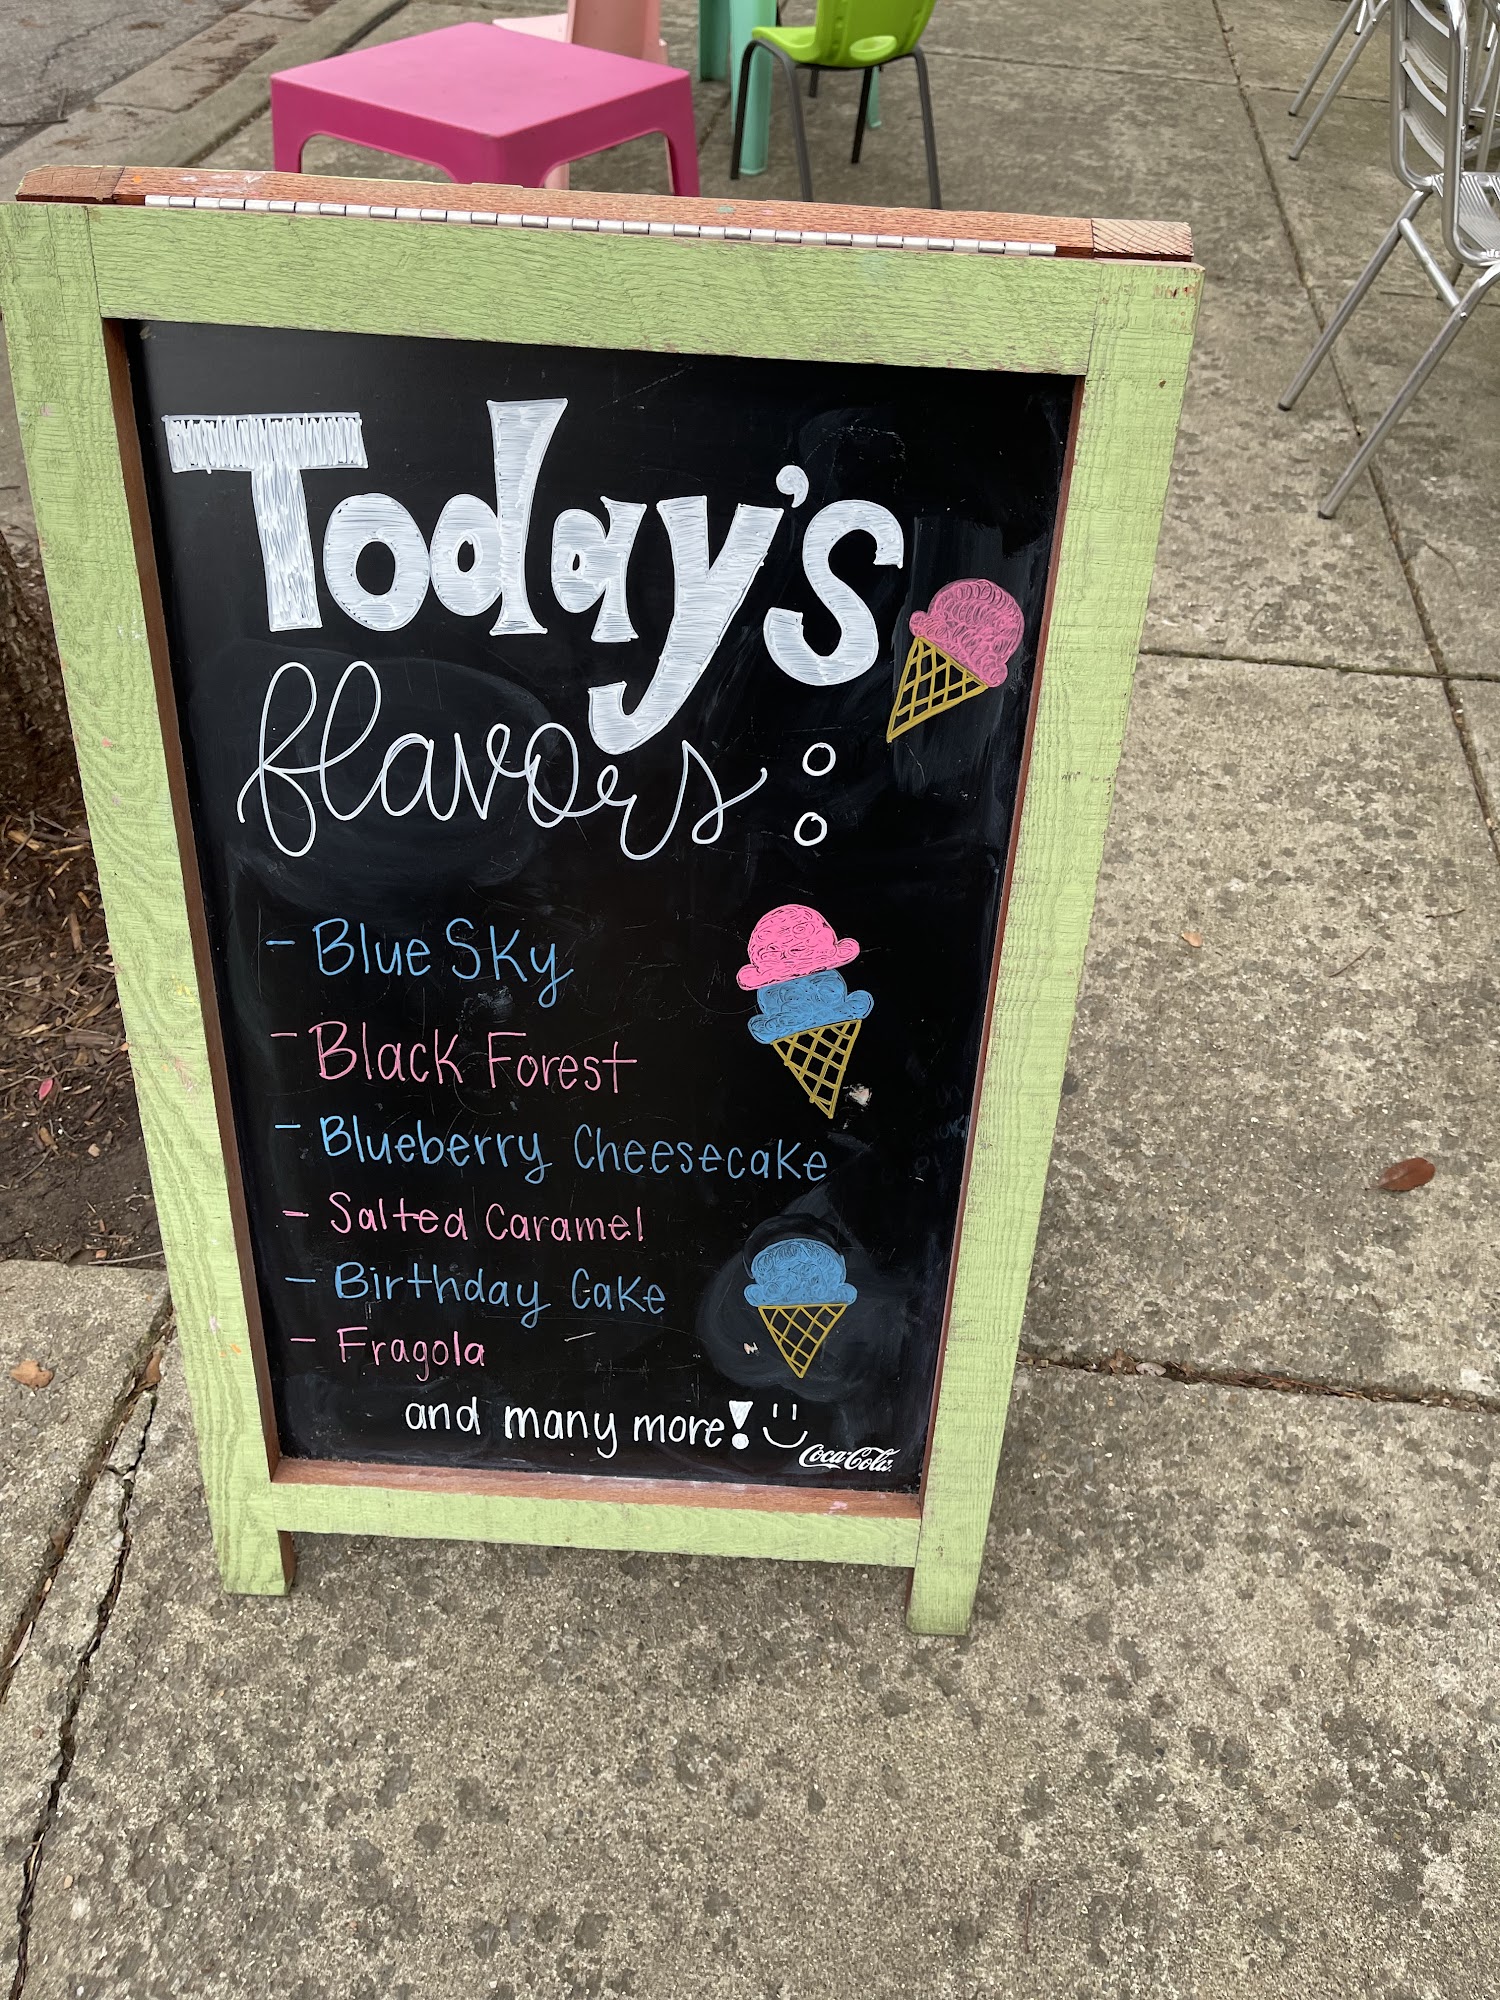 Today's
flavors:
- Blue Sky
- Black Forest
- Blueberry Cheesecake
- Salted Caramel
- Birthday Cake
- Fragola
and many more!
Coca-Cola